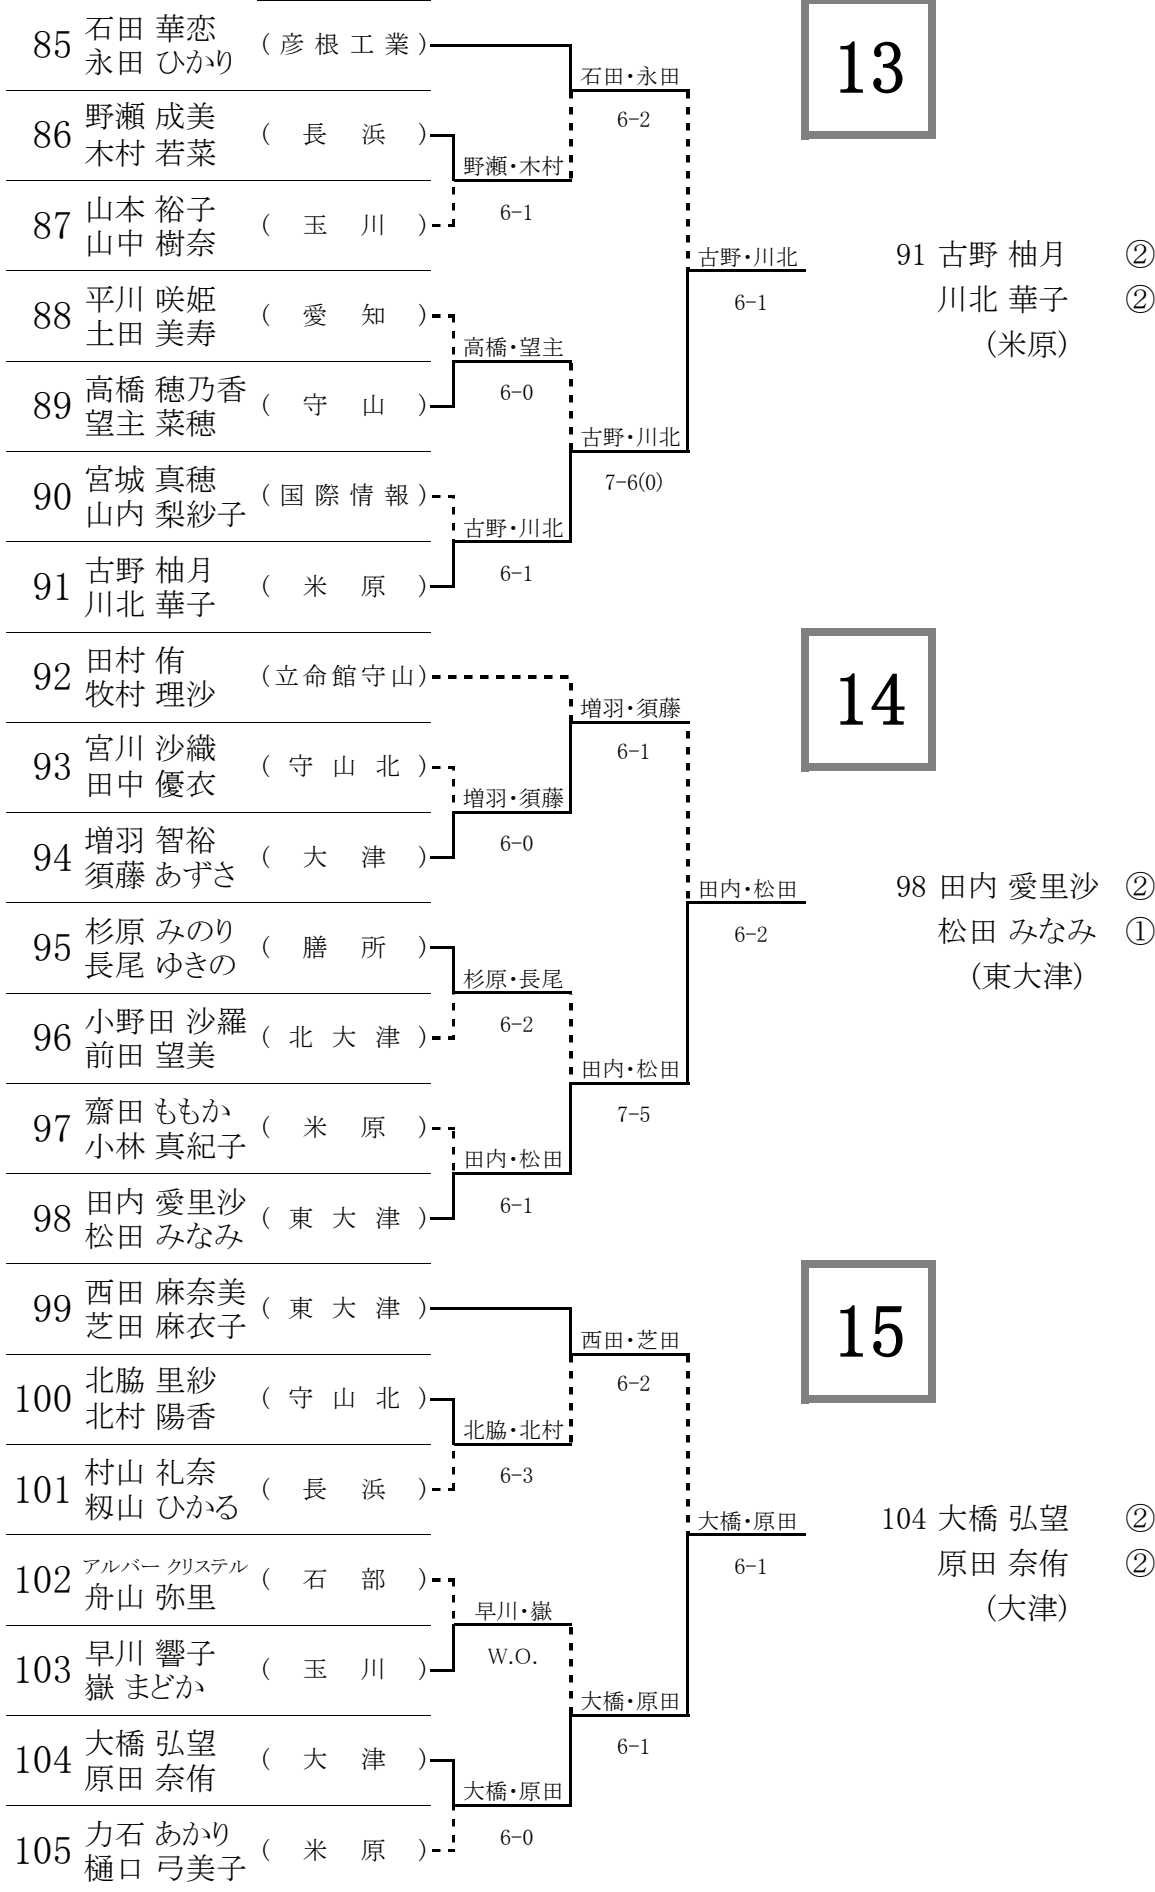 85 石田 華恋 (彦根工業)
永田 ひかり
86 野瀬 成美 (長浜)
木村 若菜
87 山本 裕子 (玉川)
山中 樹奈
88 平川 咲姫 (愛知)
土田 美寿
89 高橋 穂乃香 (守山)
望主 菜穂
90 宮城 真穂 (国際情報)
山内 梨紗子
91 古野 柚月 (米原)
川北 華子
石田・永田
6-2
野瀬・木村
6-1
高橋・望主
6-0
古野・川北
7-6(0)
古野・川北
6-1
古野・川北
6-1
13
91 古野 柚月 ②
川北 華子 ②
(米原)
92 田村 侑 (立命館守山)
牧村 理沙
93 宮川 沙織 (守山北)
田中 優衣
94 増羽 智裕 (大津)
須藤 あずさ
95 杉原 みのり (膳所)
長尾 ゆきの
96 小野田 沙羅 (北大津)
前田 望美
97 齋田 ももか (米原)
小林 真紀子
98 田内 愛里沙 (東大津)
松田 みなみ
増羽・須藤
6-1
増羽・須藤
6-0
杉原・長尾
6-2
田内・松田
7-5
田内・松田
6-1
田内・松田
6-2
14
98 田内 愛里沙 ②
松田 みなみ ①
(東大津)
99 西田 麻奈美 (東大津)
芝田 麻衣子
100 北脇 里紗 (守山北)
北村 陽香
101 村山 礼奈 (長浜)
籾山 ひかる
102 アルバー クリステル (石部)
舟山 弥里
103 早川 響子 (玉川)
嶽 まどか
104 大橋 弘望 (大津)
原田 奈侑
105 力石 あかり (米原)
樋口 弓美子
西田・芝田
6-2
北脇・北村
6-3
早川・嶽
W.O.
大橋・原田
6-1
大橋・原田
6-0
大橋・原田
6-1
15
104 大橋 弘望 ②
原田 奈侑 ②
(大津)